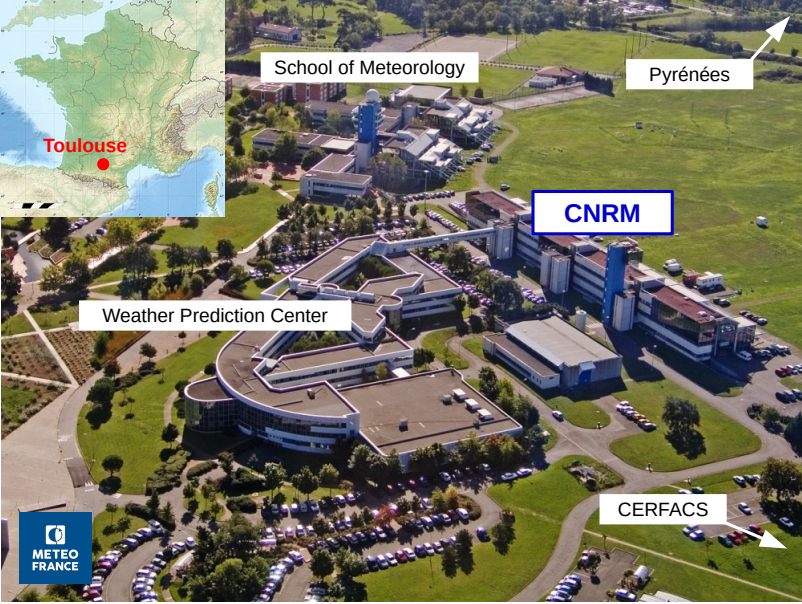 School of Meteorology
Pyrénées
Toulouse
CNRM
Weather Prediction Center
CERFACS
METEO
FRANCE